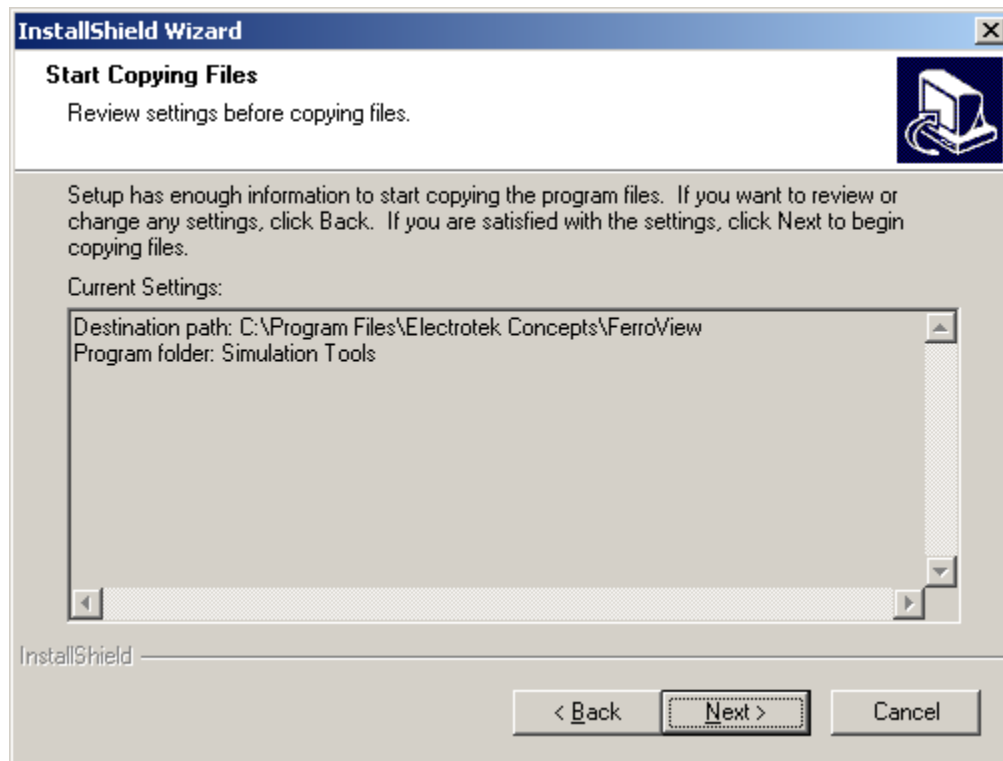 InstallShield Wizard
Start Copying Files
Review settings before copying files.
Setup has enough information to start copying the program files.  If you want to review or
change any settings, click Back.  If you are satisfied with the settings, click Next to begin
copying files.
Current Settings:
Destination path: C:\Program Files\Electrotek Concepts\FerroView
Program folder: Simulation Tools
InstallShield
< Back
Next >
Cancel